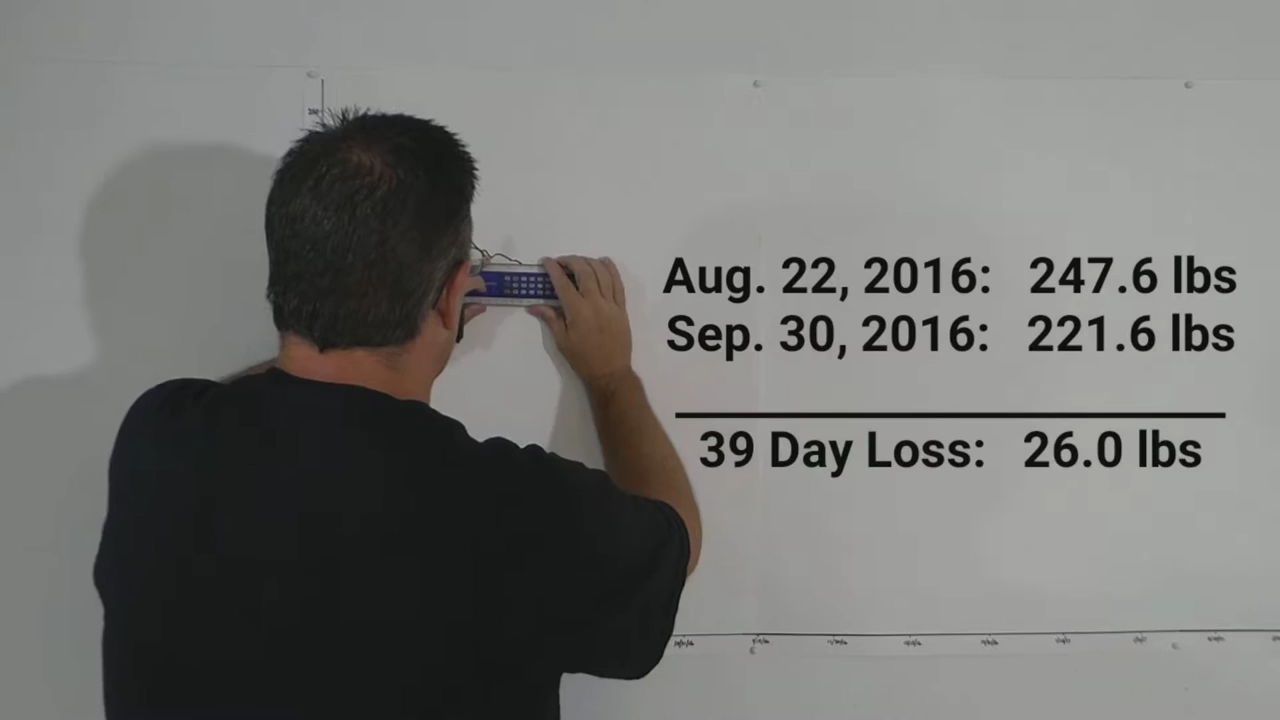 Aug. 22, 2016: 247.6 lbs
Sep. 30, 2016: 221.6 lbs
39 Day Loss: 26.0 lbs